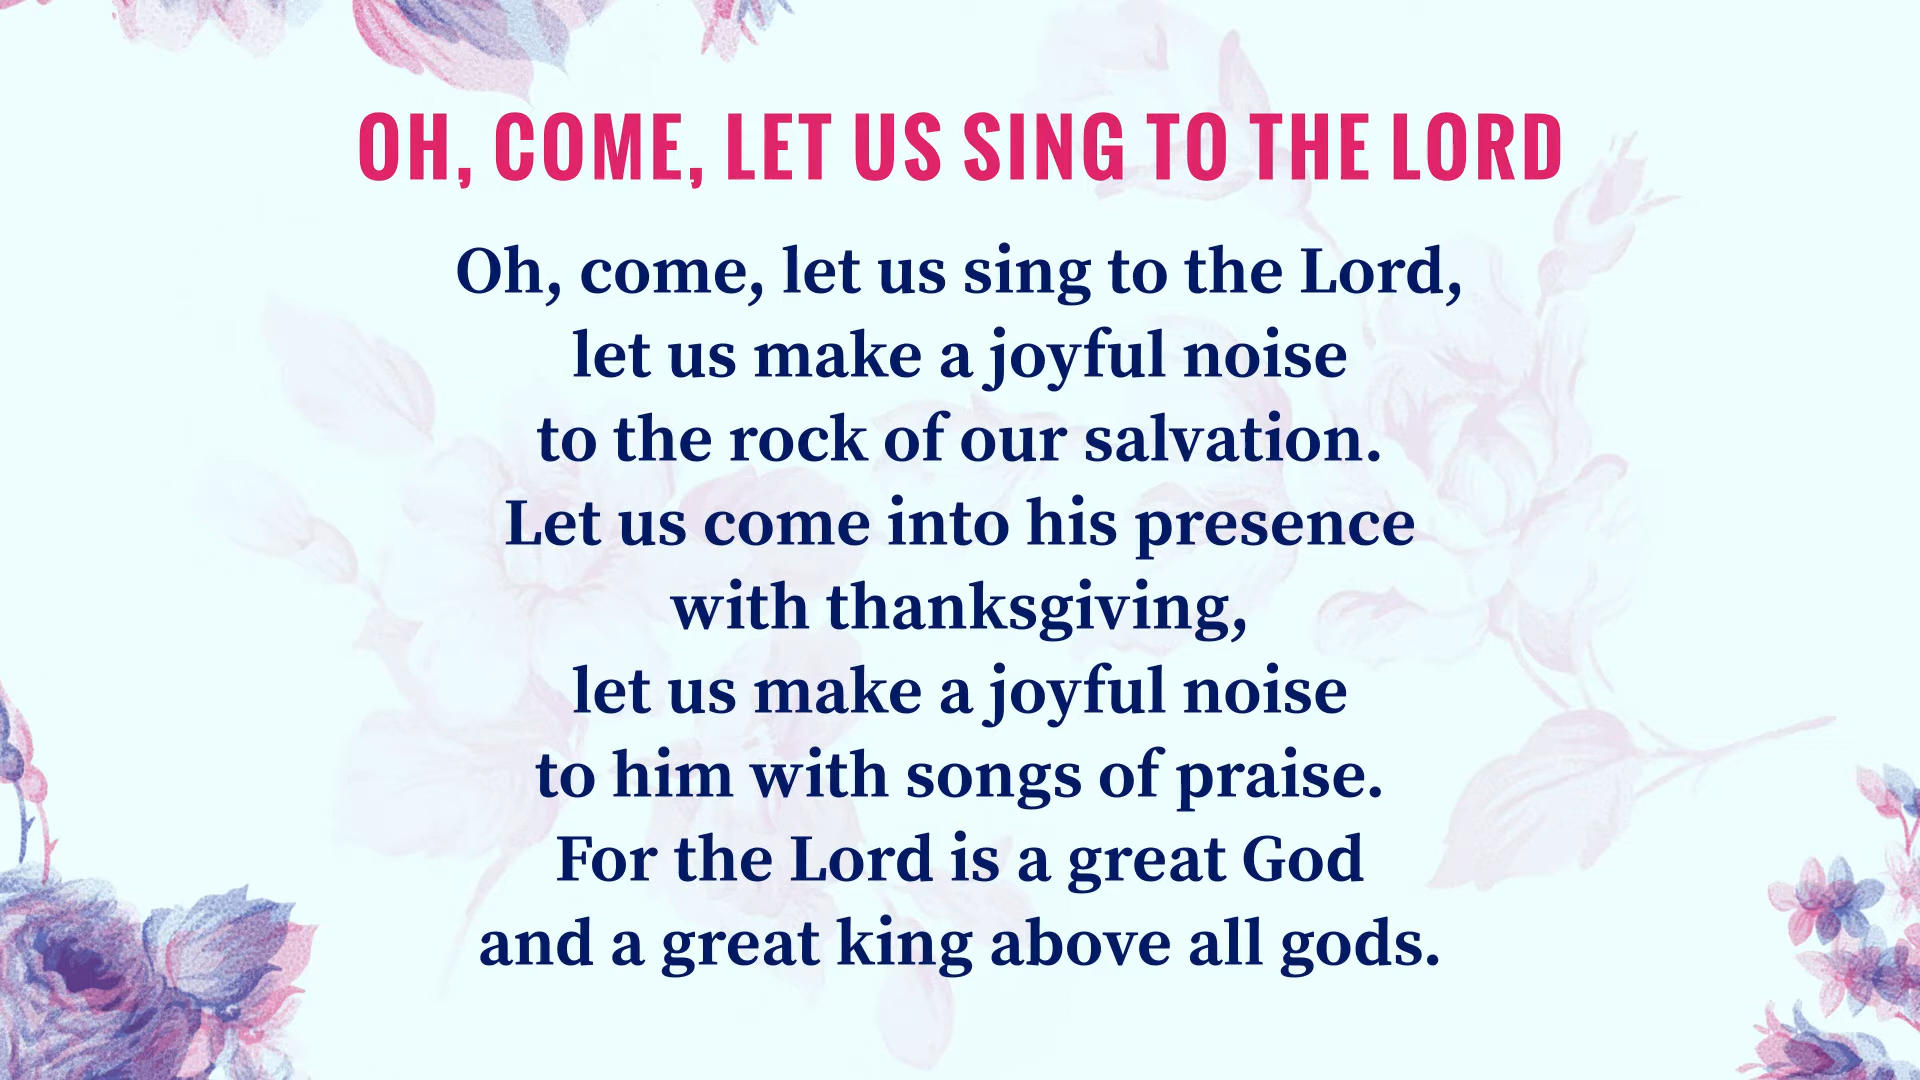 OH, COME, LET US SING TO THE LORD
Oh, come, let us sing to the Lord,
let us make a joyful noise
to the rock of our salvation.
Let us come into his presence
with thanksgiving,
let us make a joyful noise
to him with songs of praise.
For the Lord is a great God
and a great king above all gods.